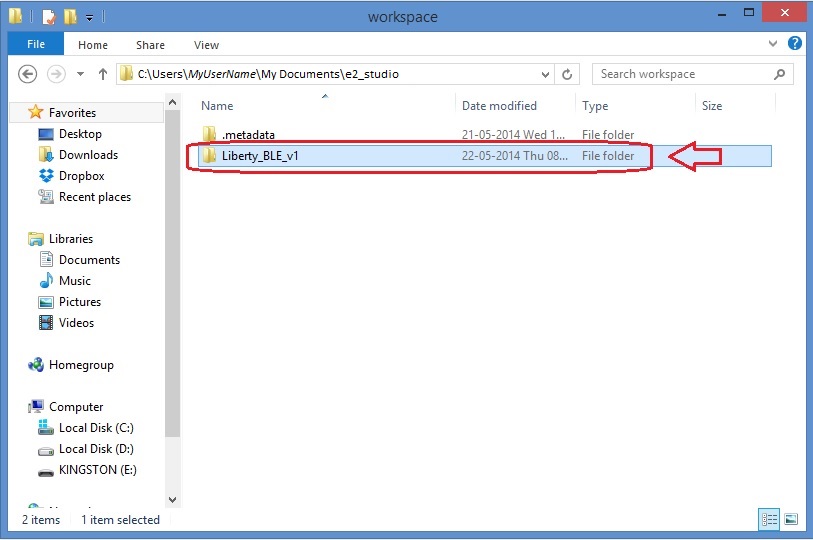 workspace
File Home Share View
C:\Users\MyUserName\My Documents\e2_studio
Search workspace
Name Date modified Type Size
Favorites
Desktop
Downloads
Dropbox
Recent places
Libraries
Documents
Music
Pictures
Videos
Homegroup
Computer
Local Disk (C:)
Local Disk (D:)
KINGSTON (E:)
.metadata 21-05-2014 Wed 1... File folder
Liberty_BLE_v1 22-05-2014 Thu 08... File folder
2 items 1 item selected